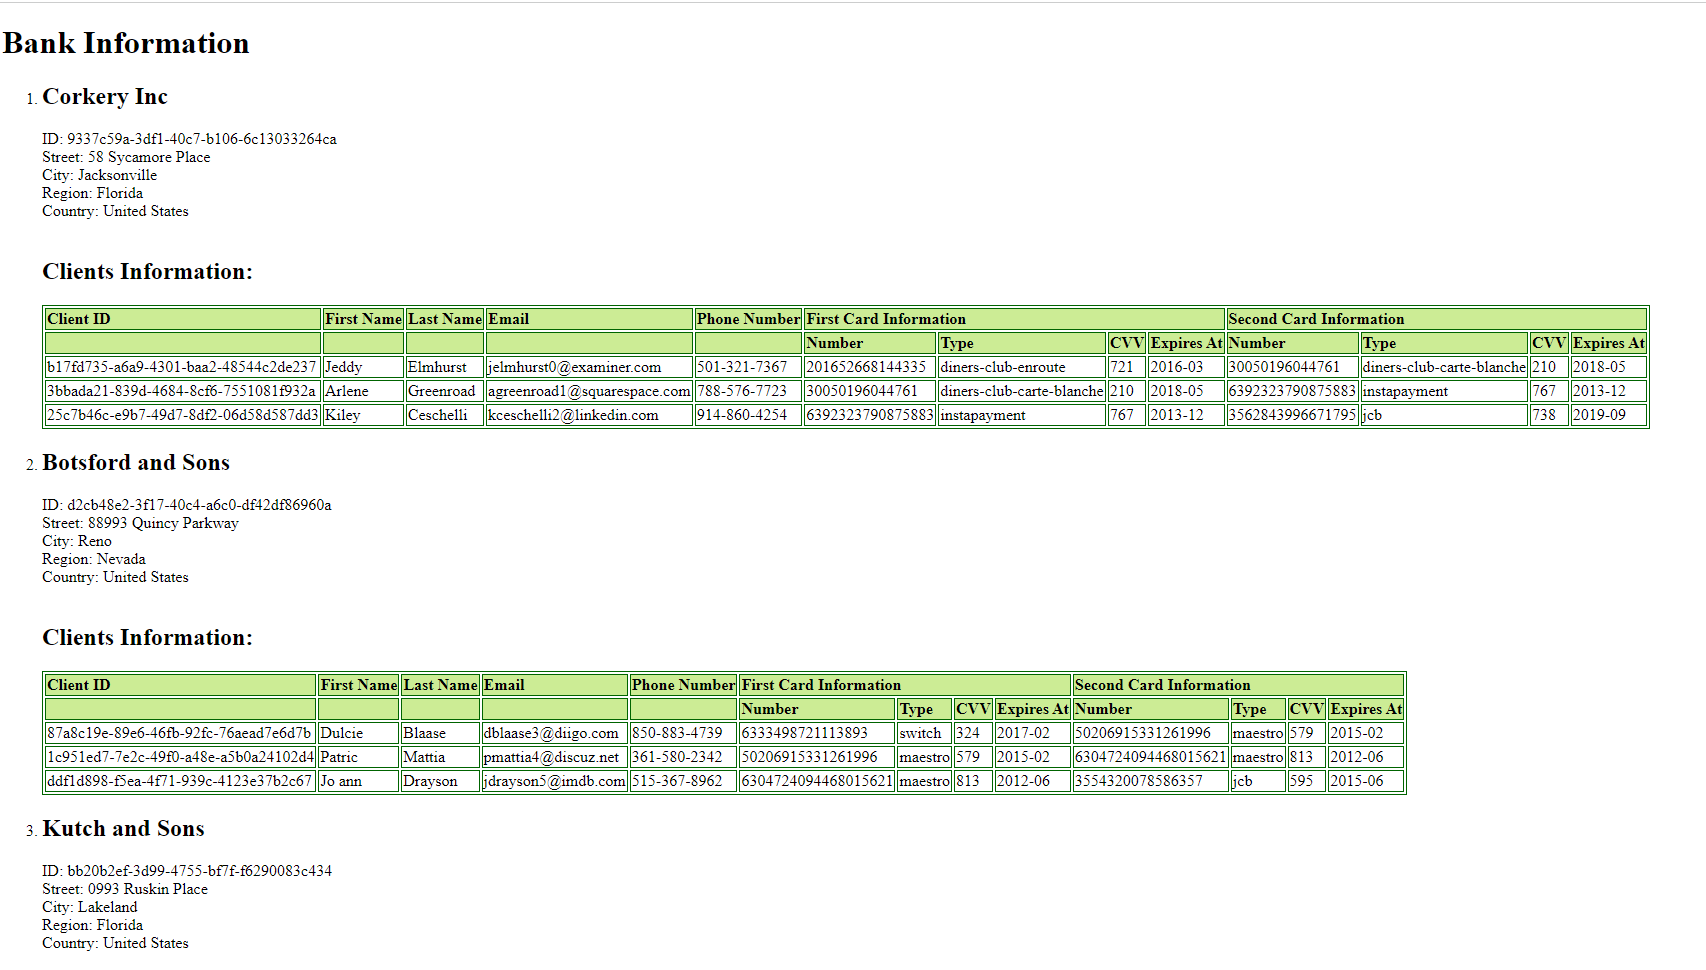 Bank Information
1. Corkery Inc
ID: 9337c59a-3df1-40c7-b106-6c13033264ca
Street: 58 Sycamore Place
City: Jacksonville
Region: Florida
Country: United States
Clients Information:
Client ID First Name Last Name Email Phone Number First Card Information Second Card Information
Number Type CVV Expires At Number Type CVV Expires At
b17fd735-a6a9-4301-baa2-48544c2de237 Jeddy Elmhurst jelmhurst0@examiner.com 501-321-7367 201652668144335 diners-club-enroute 721 2016-03 30050196044761 diners-club-carte-blanche 210 2018-05
3bbada21-839d-4684-8cf6-7551081f932a Arlene Greenroad agreenroad1@squarespace.com 788-576-7723 30050196044761 diners-club-carte-blanche 210 2018-05 6392323790875883 instapayment 767 2013-12
25c7b46c-e9b7-49d7-8df2-06d58d587dd3 Kiley Ceschelli kceschelli2@linkedin.com 914-860-4254 6392323790875883 instapayment 767 2013-12 3562843996671795 jcb 738 2019-09
2. Botsford and Sons
ID: d2cb48e2-3f17-40c4-a6c0-df42df86960a
Street: 88993 Quincy Parkway
City: Reno
Region: Nevada
Country: United States
Clients Information:
Client ID First Name Last Name Email Phone Number First Card Information Second Card Information
Number Type CVV Expires At Number Type CVV Expires At
87a8c19e-89e6-46fb-92fc-76aead7e6d7b Dulcie Blaase dblaase3@diigo.com 850-883-4739 6333498721113893 switch 324 2017-02 50206915331261996 maestro 579 2015-02
1c951ed7-7e2c-49f0-a48e-a5b0a24102d4 Patric Mattia pmattia4@discuz.net 361-580-2342 50206915331261996 maestro 579 2015-02 6304724094468015621 maestro 813 2012-06
ddf1d898-f5ea-4f71-939c-4123e37b2c67 Jo ann Drayson jdrayson5@imdb.com 515-367-8962 6304724094468015621 maestro 813 2012-06 3554320078586357 jcb 595 2015-06
3. Kutch and Sons
ID: bb20b2ef-3d99-4755-bf7f-f6290083c434
Street: 0993 Ruskin Place
City: Lakeland
Region: Florida
Country: United States